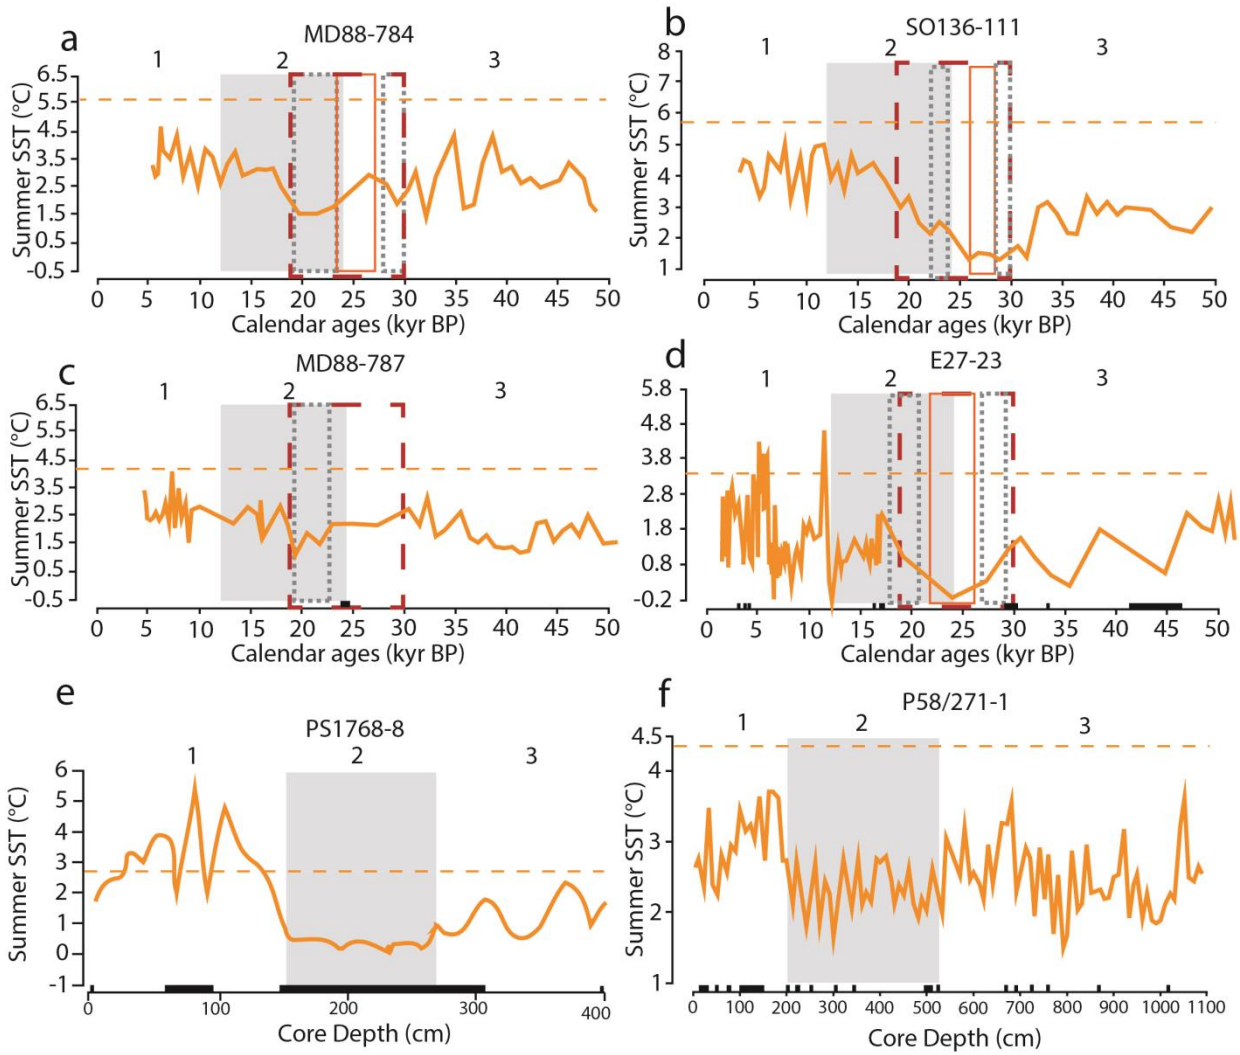 a
MD88-784
1 2 3
Summer SST (°C)
6.5
5.5
4.5
3.5
2.5
1.5
0.5
-0.5
0 5 10 15 20 25 30 35 40 45 50
Calendar ages (kyr BP)
b
SO136-111
1 2 3
Summer SST (°C)
8
7
6
5
4
3
2
1
0 5 10 15 20 25 30 35 40 45 50
Calendar ages (kyr BP)
c
MD88-787
1 2 3
Summer SST (°C)
6.5
5.5
4.5
3.5
2.5
1.5
0.5
-0.5
0 5 10 15 20 25 30 35 40 45 50
Calendar ages (kyr BP)
d
E27-23
1 2 3
Summer SST (°C)
5.8
4.8
3.8
2.8
1.8
0.8
-0.2
0 5 10 15 20 25 30 35 40 45 50
Calendar ages (kyr BP)
e
PS1768-8
1 2 3
Summer SST (°C)
6
5
4
3
2
1
0
-1
0 100 200 300 400
Core Depth (cm)
f
P58/271-1
1 2 3
Summer SST (°C)
4.5
4
3
2
1
0 100 200 300 400 500 600 700 800 900 1000 1100
Core Depth (cm)